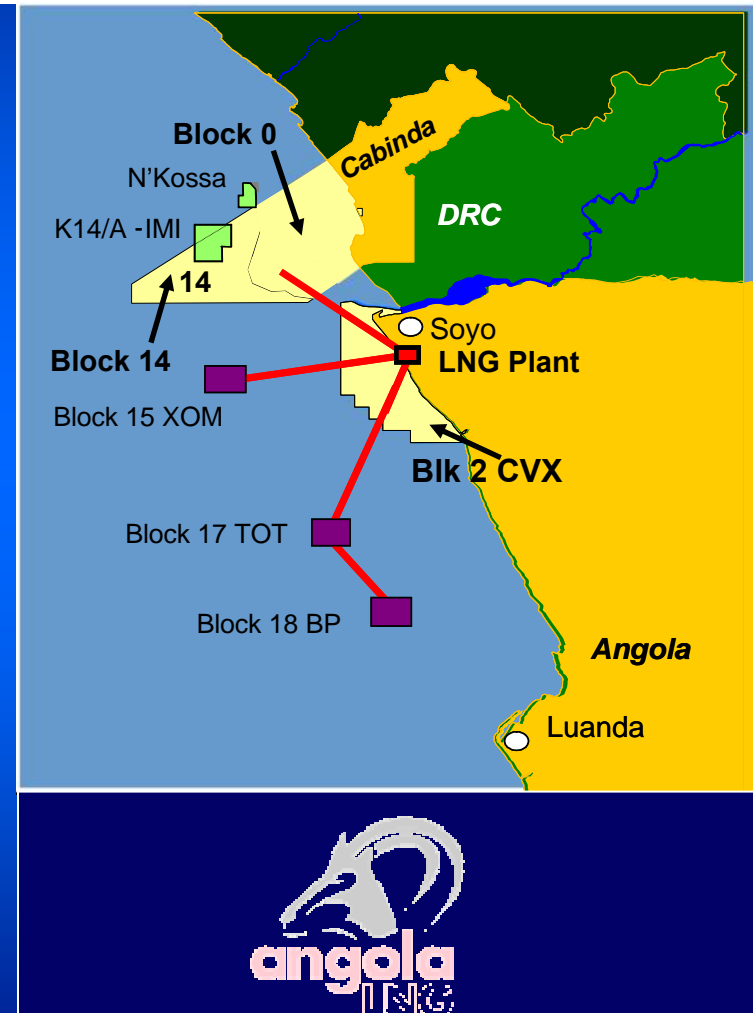 Block 0
Cabinda
N'Kossa
K14/A -IMI
DRC
14
Soyo
Block 14
LNG Plant
Block 15 XOM
Blk 2 CVX
Block 17 TOT
Block 18 BP
Angola
Luanda
angola
LNG